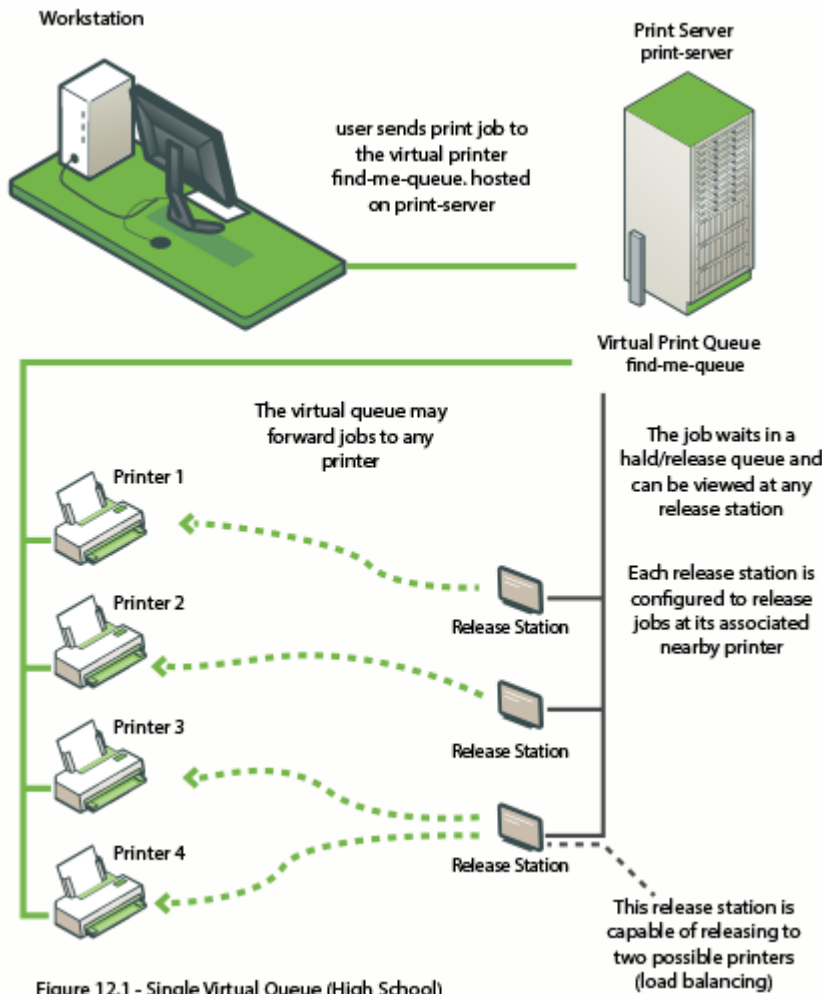 Workstation
Print Server
print-server
user sends print job to
the virtual printer
find-me-queue. hosted
on print-server
Virtual Print Queue
find-me-queue
The virtual queue may
forward jobs to any
printer
The job waits in a
hald/release queue and
can be viewed at any
release station
Printer 1
Each release station is
configured to release
jobs at its associated
nearby printer
Release Station
Printer 2
Release Station
Printer 3
Release Station
Printer 4
This release station is
capable of releasing to
two possible printers
(load balancing)
Figure 12.1 - Single Virtual Queue (High School)